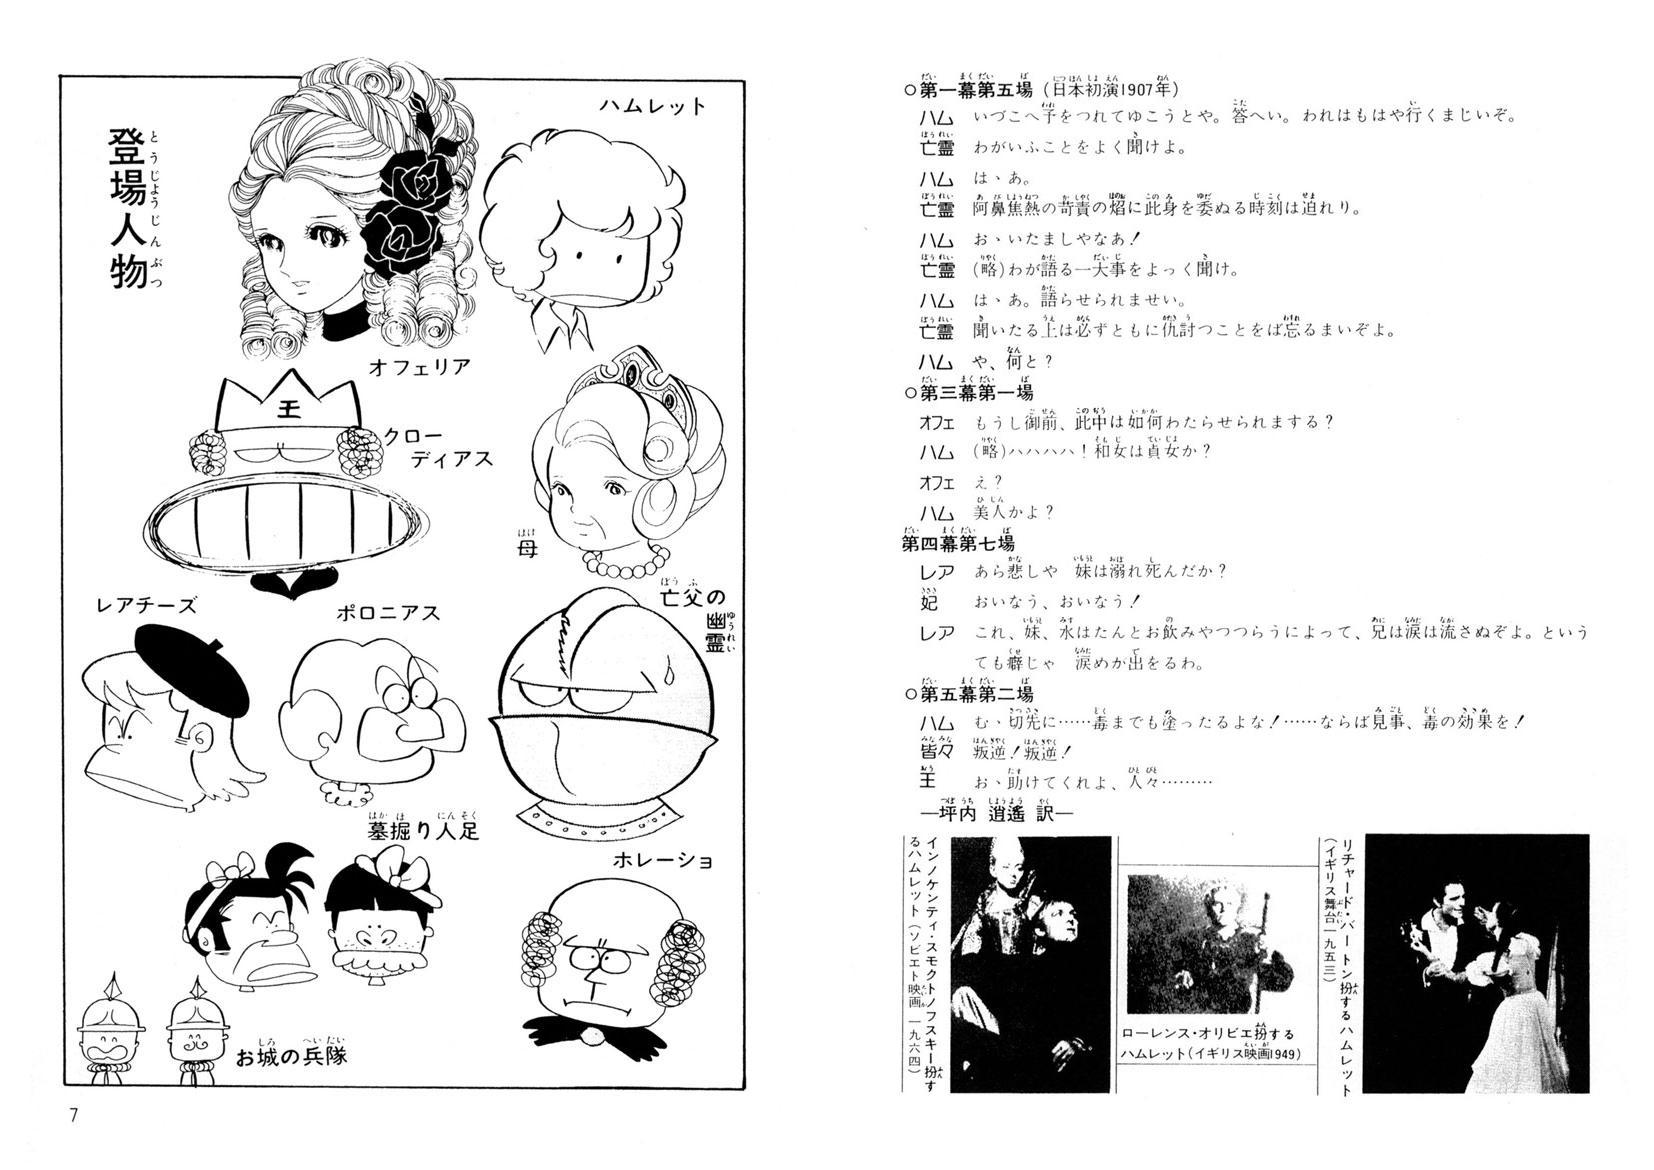 ○第一幕第五場（日本初演1907年）
ハム　いづこへ予をつれてゆこうとや。答へい。われはもはや行くまじいぞ。
亡霊　わがいふことをよく聞けよ。
ハム　はヽあ。
亡霊　阿鼻焦熱の苛責の焰に此身を委ぬる時刻は迫れり。
ハム　おヽいたましやなあ！
亡霊　(略)わが語る一大事をよっく聞け。
ハム　はヽあ。語らせられませい。
亡霊　聞いたる上は必ずともに仇討つことをば忘るまいぞよ。
ハム　や、何と？
○第三幕第一場
オフェ　もうし御前、此中は如何わたらせられまする？
ハム　(略)ハハハハ！和女は貞女か？
オフェ　え？
ハム　美人かよ？
第四幕第七場
レア　あら悲しや　妹は溺れ死んだか？
妃　おいなう、おいなう！
レア　これ、妹、水はたんとお飲みやつつらうによって、兄は涙は流さぬぞよ。という
ても癖じゃ　涙めが出をるわ。
○第五幕第二場
ハム　むヽ切先に……毒までも塗ったるよな！……ならば見事、毒の効果を！
皆々　叛逆！叛逆！
王　おヽ助けてくれよ、人々………
―坪内 逍遙 訳―
リチャード・バートン扮するハムレット
（イギリス舞台一九五三）
ローレンス・オリビエ扮する
ハムレット(イギリス映画1949)
インノケンティ・スモクトノフスキー扮す
るハムレット（ソビエト映画一九六四）
登場人物
ハムレット
オフェリア
王
クロー
ディアス
母
亡父の
幽霊
レアチーズ
ポロニアス
墓掘り人足
ホレーショ
お城の兵隊
7